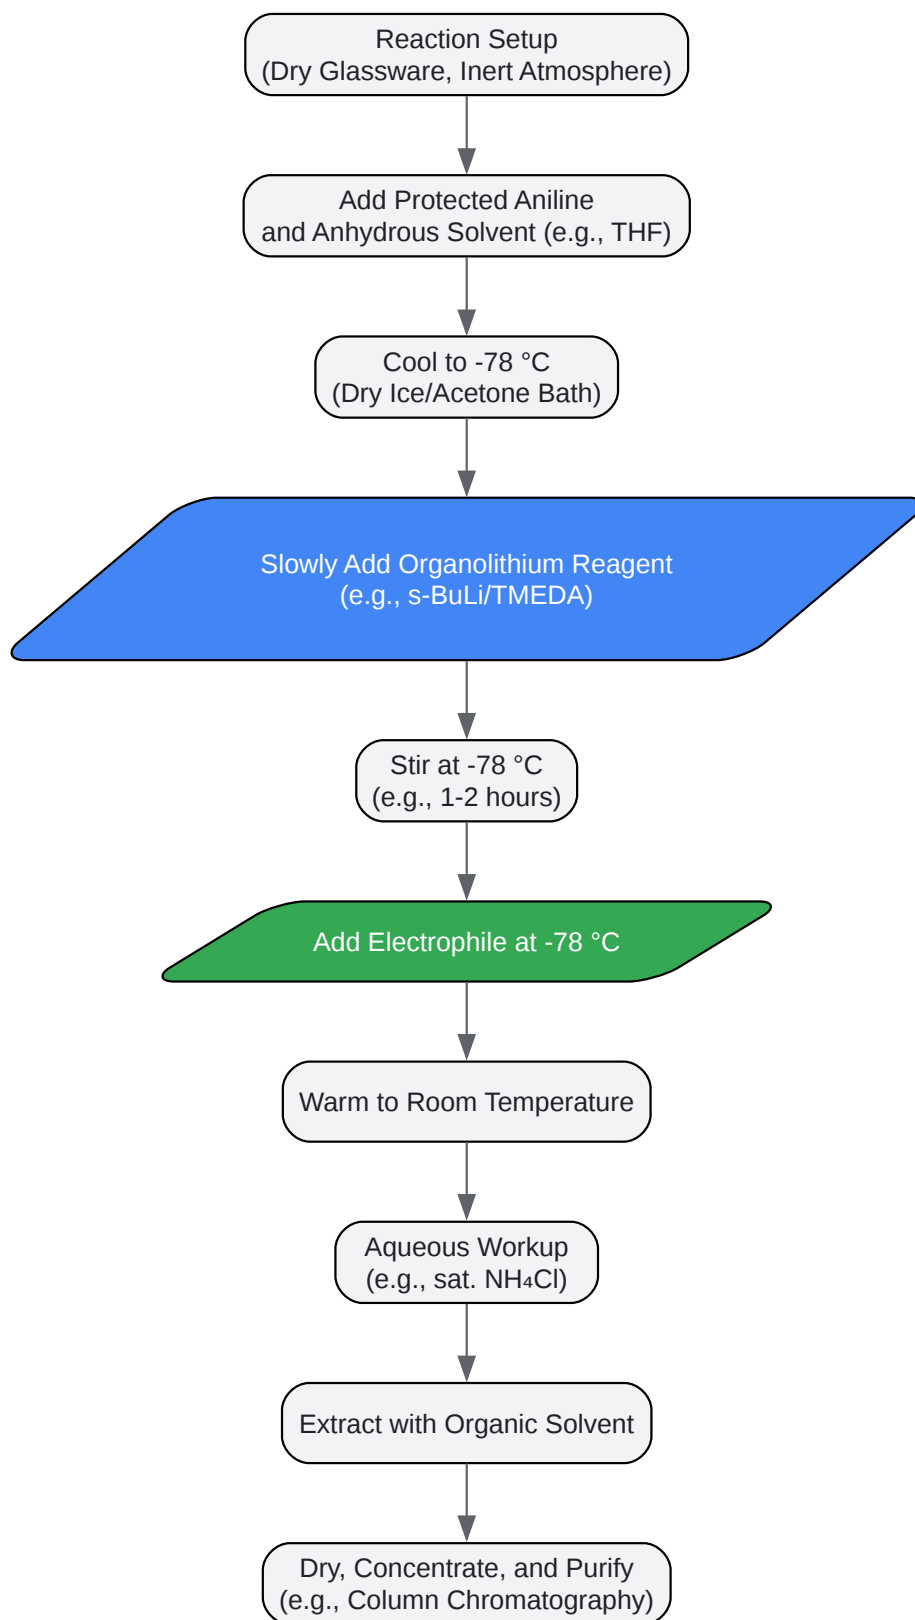 Reaction Setup
(Dry Glassware, Inert Atmosphere)
Add Protected Aniline
and Anhydrous Solvent (e.g., THF)
Cool to -78 °C
(Dry Ice/Acetone Bath)
Slowly Add Organolithium Reagent
(e.g., s-BuLi/TMEDA)
Stir at -78 °C
(e.g., 1-2 hours)
Add Electrophile at -78 °C
Warm to Room Temperature
Aqueous Workup
(e.g., sat. NH₄Cl)
Extract with Organic Solvent
Dry, Concentrate, and Purify
(e.g., Column Chromatography)